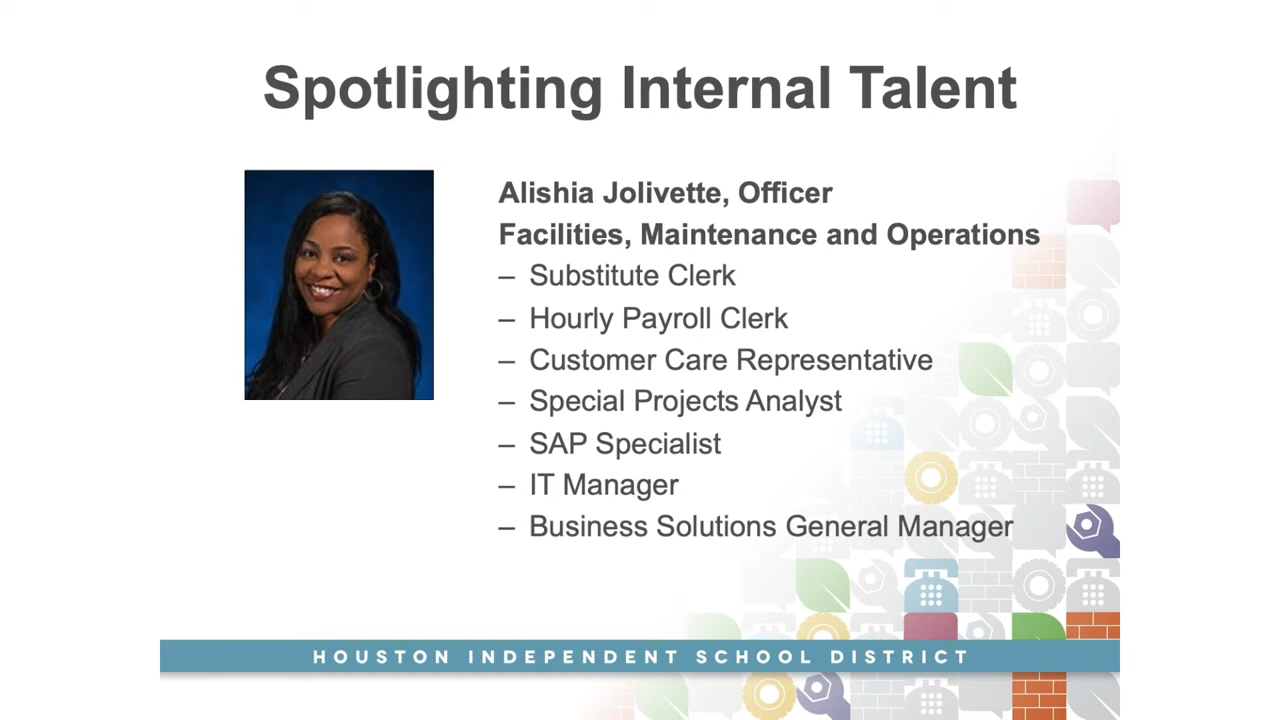 Spotlighting Internal Talent
Alishia Jolivette, Officer
Facilities, Maintenance and Operations
– Substitute Clerk
– Hourly Payroll Clerk
– Customer Care Representative
– Special Projects Analyst
– SAP Specialist
– IT Manager
– Business Solutions General Manager
HOUSTON INDEPENDENT SCHOOL DISTRICT